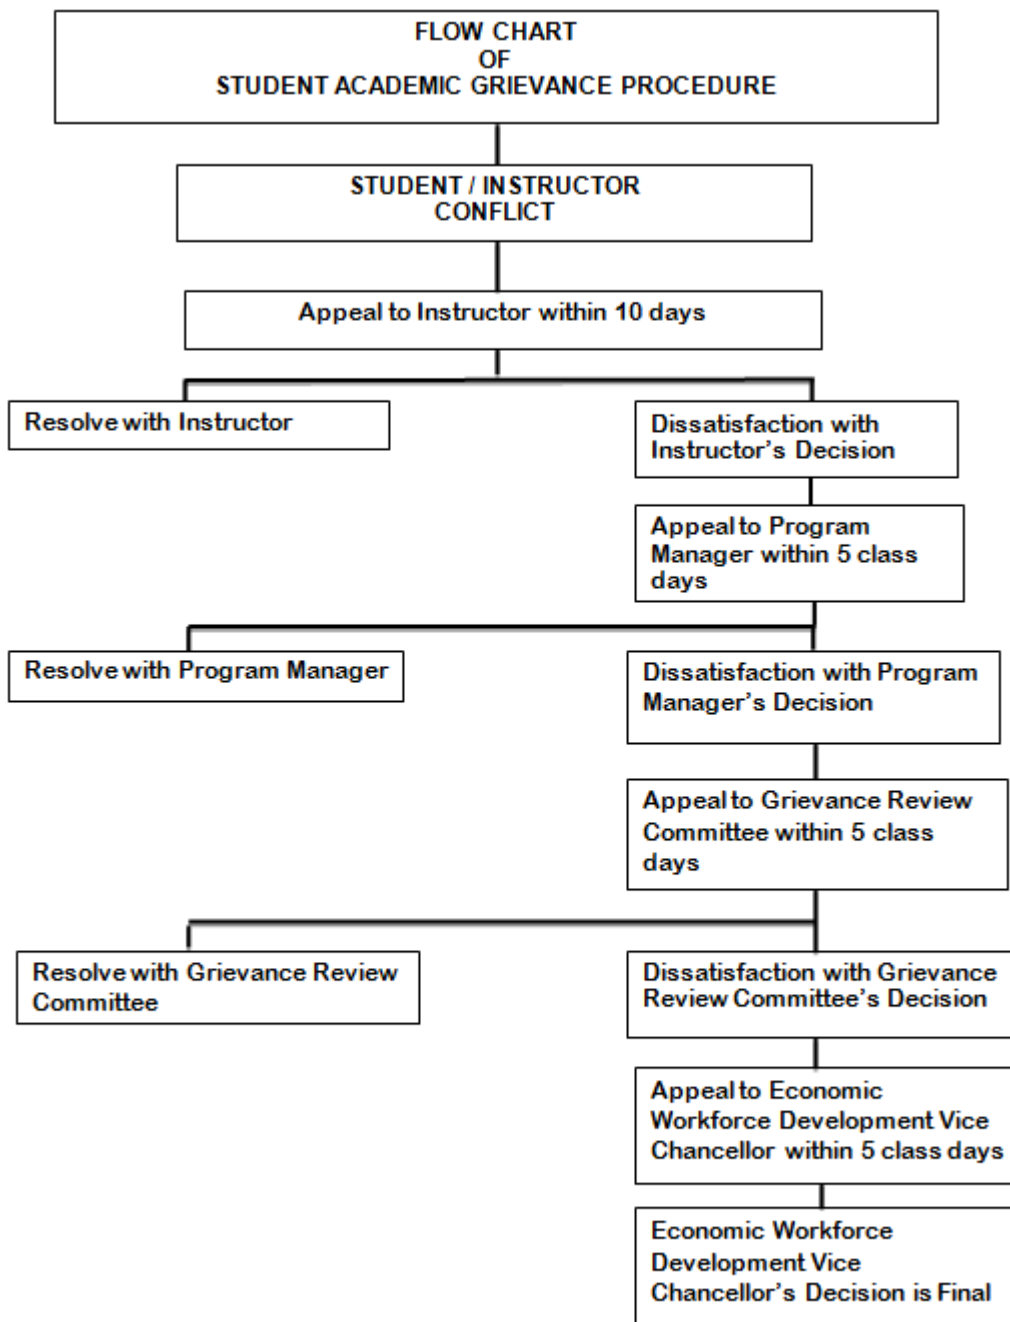 FLOW CHART
OF
STUDENT ACADEMIC GRIEVANCE PROCEDURE
STUDENT / INSTRUCTOR
CONFLICT
Appeal to Instructor within 10 days
Resolve with Instructor
Dissatisfaction with
Instructor’s Decision
Appeal to Program
Manager within 5 class
days
Resolve with Program Manager
Dissatisfaction with Program
Manager’s Decision
Appeal to Grievance Review
Committee within 5 class
days
Resolve with Grievance Review
Committee
Dissatisfaction with Grievance
Review Committee’s Decision
Appeal to Economic
Workforce Development Vice
Chancellor within 5 class days
Economic Workforce
Development Vice
Chancellor’s Decision is Final